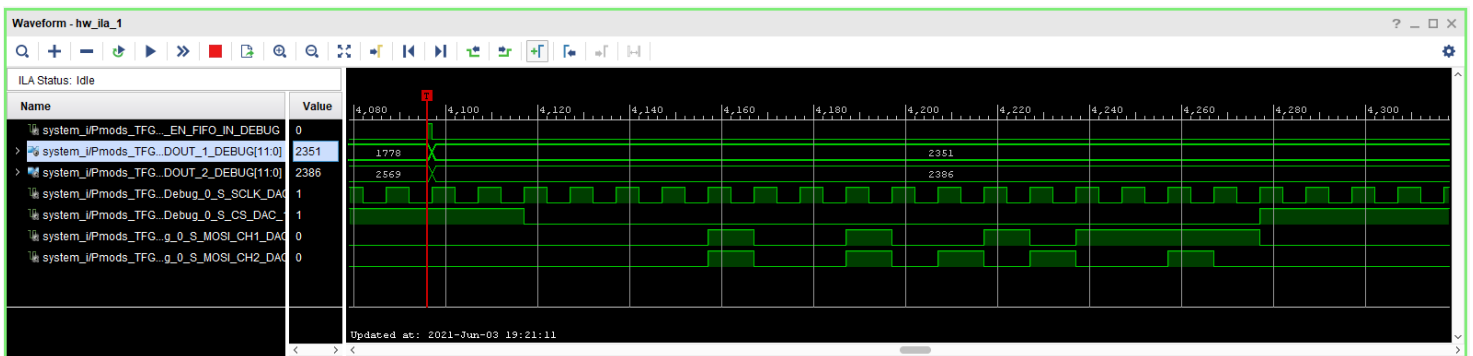 Waveform - hw_ila_1
ILA Status: Idle
Name Value
4,080 4,100 4,120 4,140 4,160 4,180 4,200 4,220 4,240 4,260 4,280 4,300
T
system_i/Pmods_TFG..._EN_FIFO_IN_DEBUG 0
system_i/Pmods_TFG...DOUT_1_DEBUG[11:0] 2351 1778 2351
system_i/Pmods_TFG...DOUT_2_DEBUG[11:0] 2386 2569 2386
system_i/Pmods_TFG...Debug_0_S_SCLK_DAC 1
system_i/Pmods_TFG...Debug_0_S_CS_DAC_ 1
system_i/Pmods_TFG...g_0_S_MOSI_CH1_DAC 0
system_i/Pmods_TFG...g_0_S_MOSI_CH2_DAC 0
Updated at: 2021-Jun-03 19:21:11